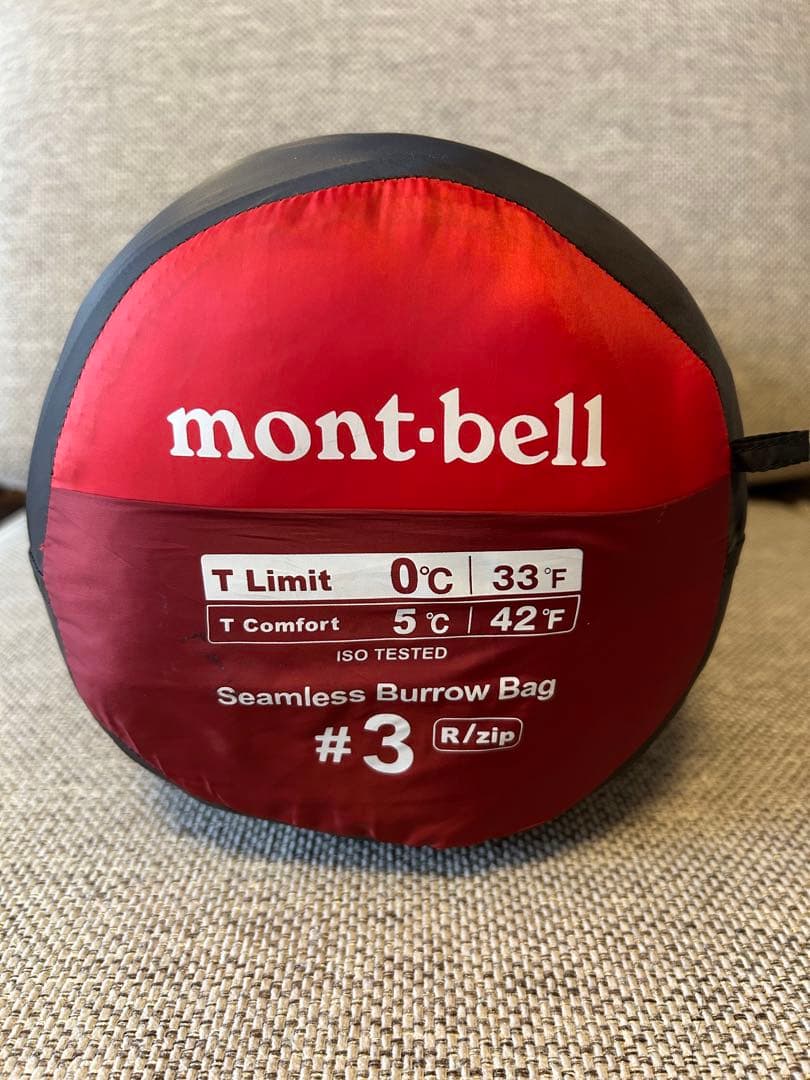 mont·bell
T Limit 0℃ | 33°F
T Comfort 5℃ | 42°F
ISO TESTED
Seamless Burrow Bag
#3 R/zip